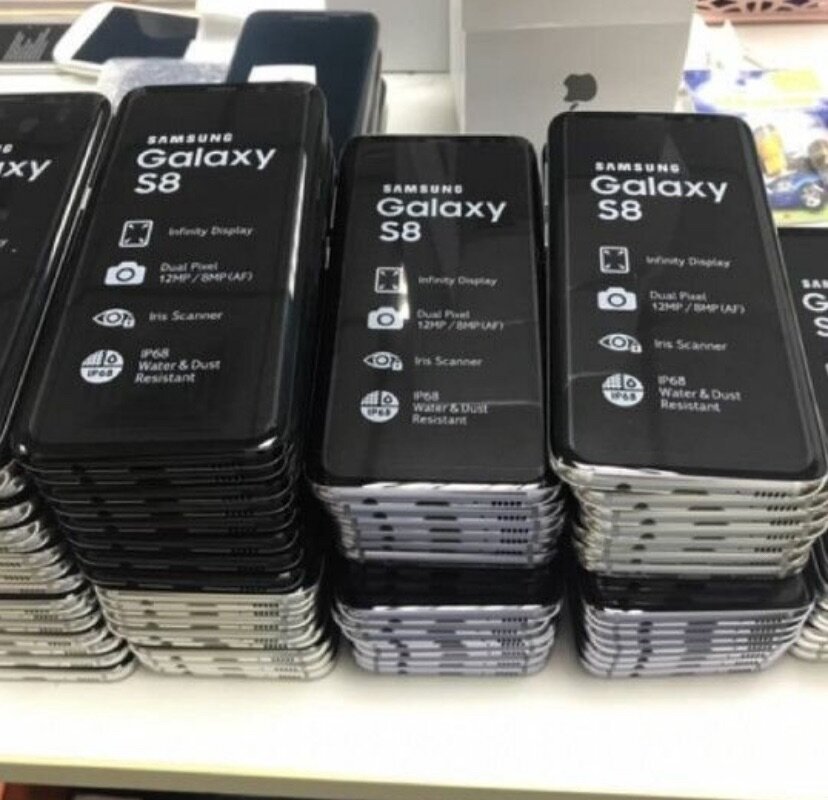 xy
SAMSUNG
Galaxy
S8
Infinity Display
Dual Pixel
12MP/8MP(AF)
Iris Scanner
IP68
IP68
Water & Dust
Resistant
SAMSUNG
Galaxy
S8
Infinity Display
Dual Pixel
12MP/8MP(AF)
Iris Scanner
IP68
IP68
Water & Dust
Resistant
SAMSUNG
Galaxy
S8
Infinity Display
Dual Pixel
12MP/8MP(AF)
Iris Scanner
IP68
IP68
Water & Dust
Resistant
SA
G
S